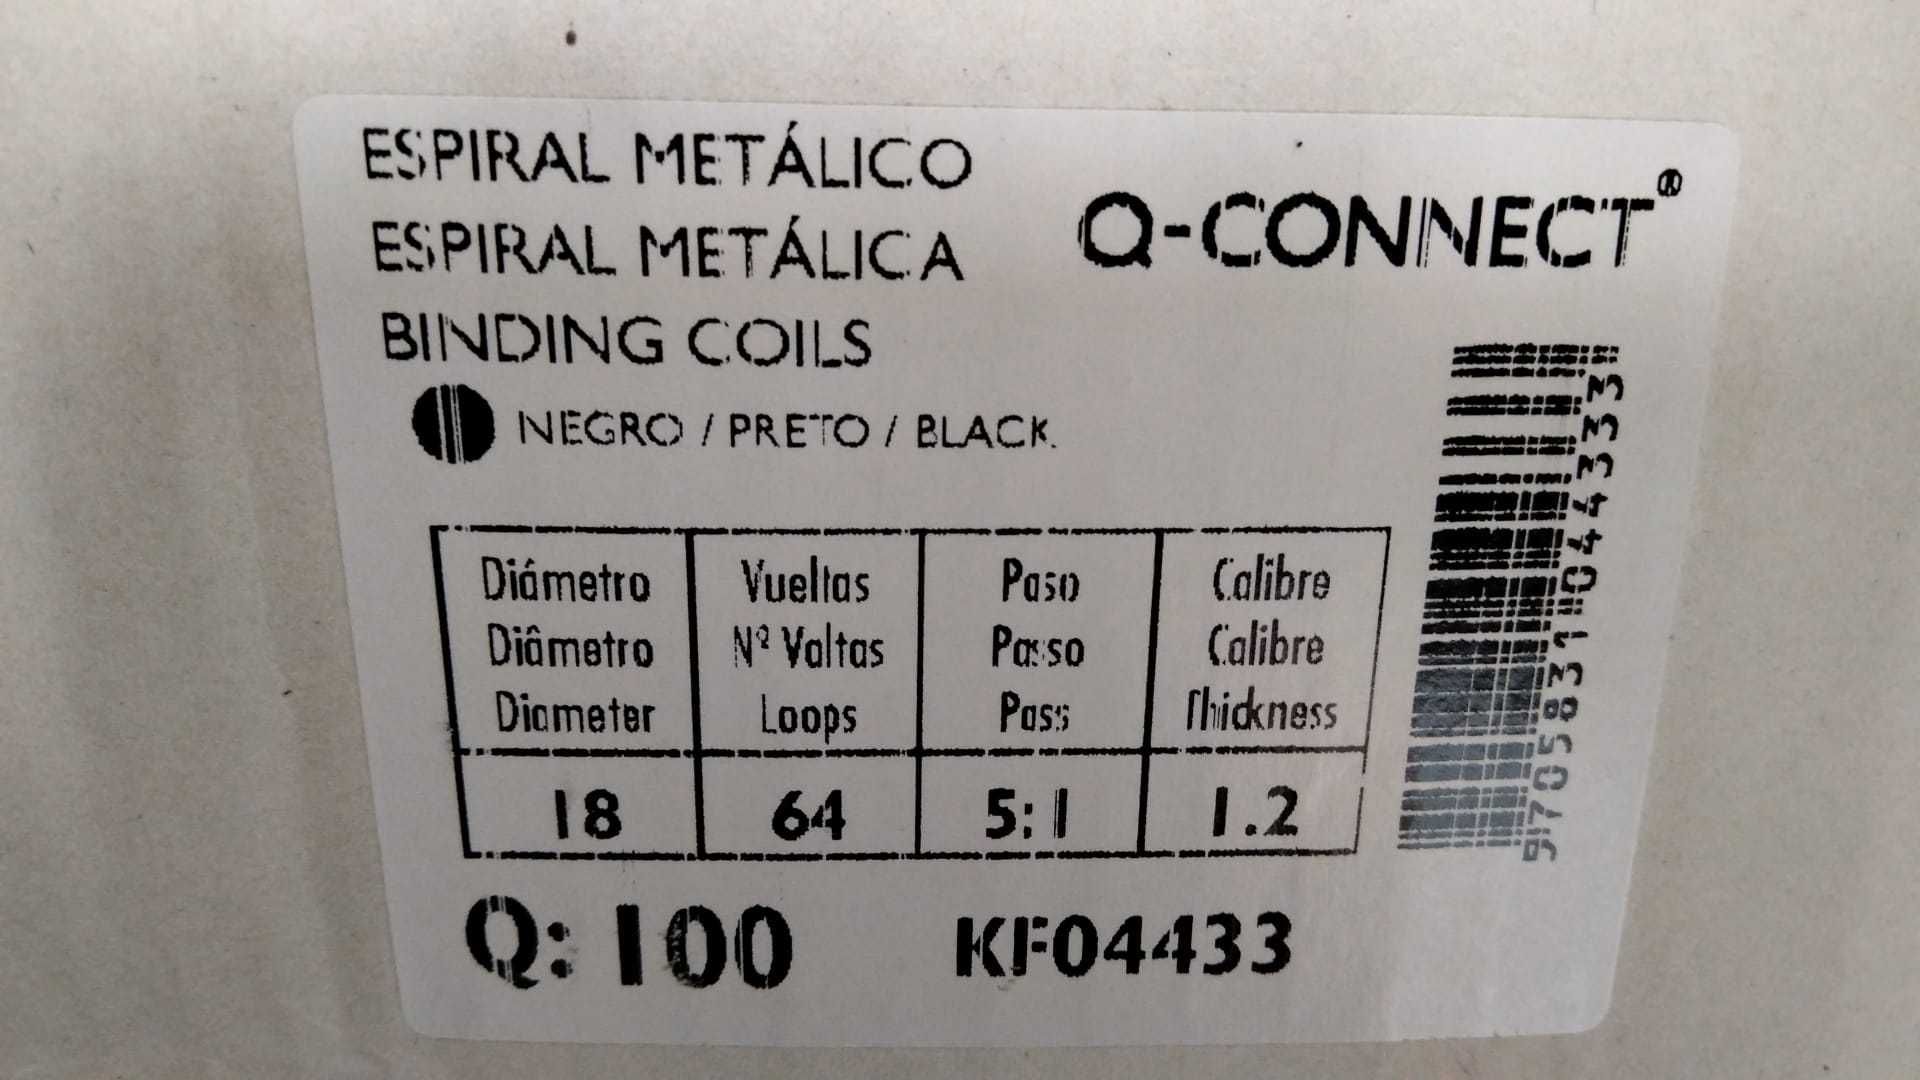 ESPIRAL METÁLICO
ESPIRAL METÁLICA
BINDING COILS
Q-CONNECT®
NEGRO / PRETO / BLACK
Diámetro
Diâmetro
Diameter
Vueltas
Nº Voltas
Loops
Paso
Passo
Pass
Calibre
Calibre
Thickness
18
64
5:1
1.2
Q: 100
KF04433
5705831044333